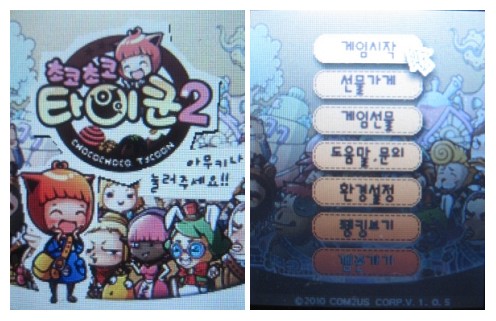 초코초코
타이쿤2
CHOCOCHOCO TYCOON
아무키나
눌러주세요!!
게임시작
선물가게
게임선물
도움말.문의
환경설정
랭킹보기
©2010 COM2US CORP. V. 1. 0. 5